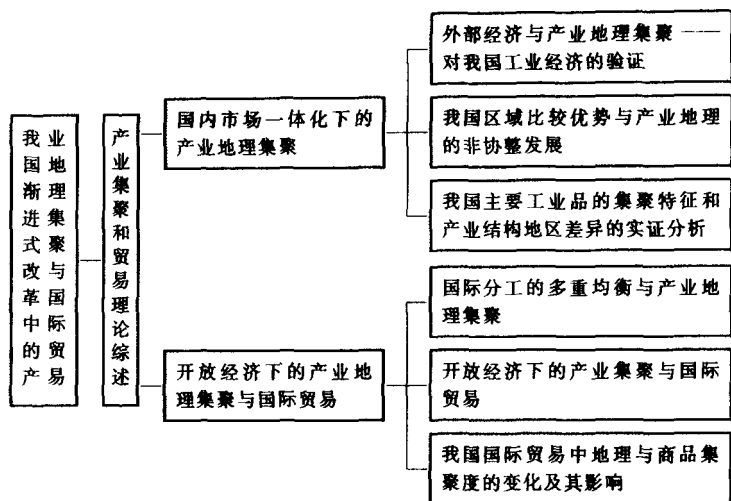 我国渐进式改革中的产
业地理集聚与国际贸易
产业集聚和贸易理论综述
国内市场一体化下的
产业地理集聚
开放经济下的产业地
理集聚与国际贸易
外部经济与产业地理集聚——
对我国工业经济的验证
我国区域比较优势与产业地理
的非协整发展
我国主要工业品的集聚特征和
产业结构地区差异的实证分析
国际分工的多重均衡与产业地
理集聚
开放经济下的产业集聚与国际
贸易
我国国际贸易中地理与商品集
聚度的变化及其影响